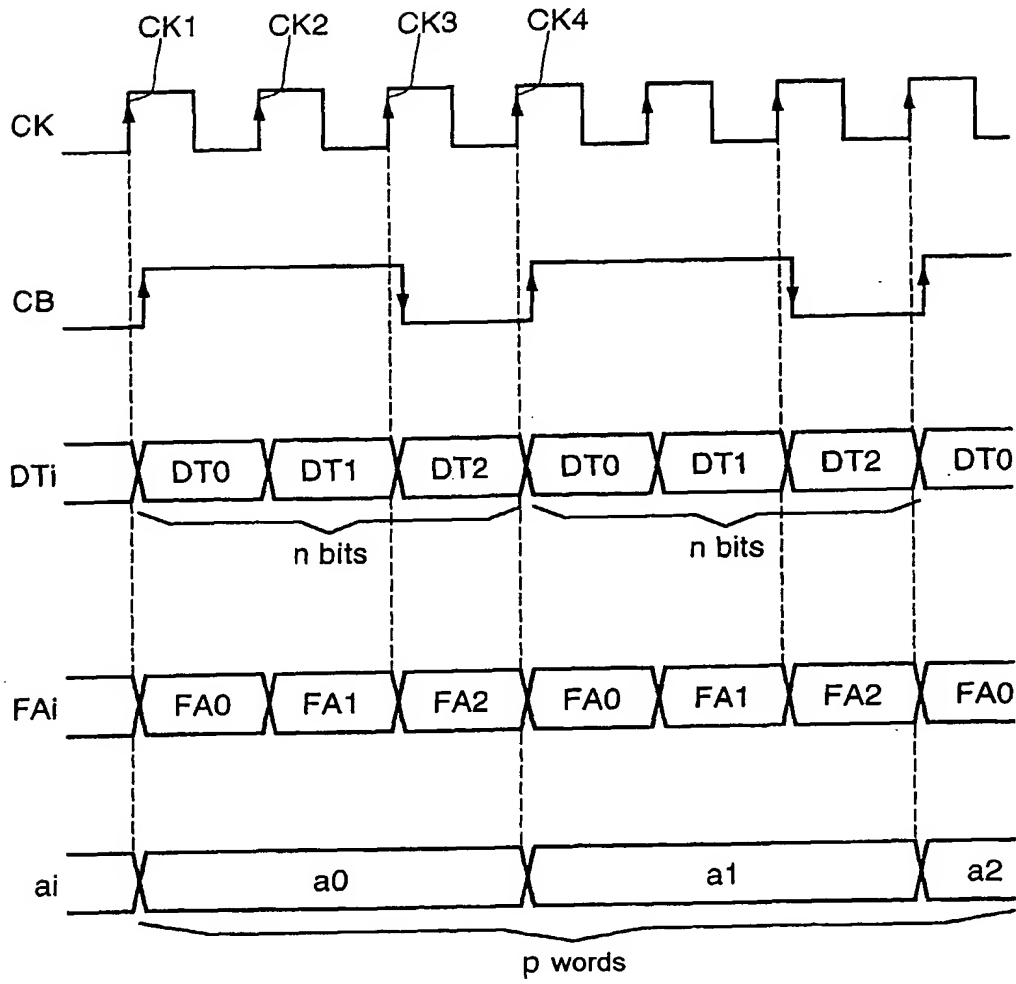 CK1 CK2 CK3 CK4
CK
CB
DTi DT0 DT1 DT2 DT0 DT1 DT2 DT0
n bits n bits
FAi FA0 FA1 FA2 FA0 FA1 FA2 FA0
ai a0 a1 a2
p words